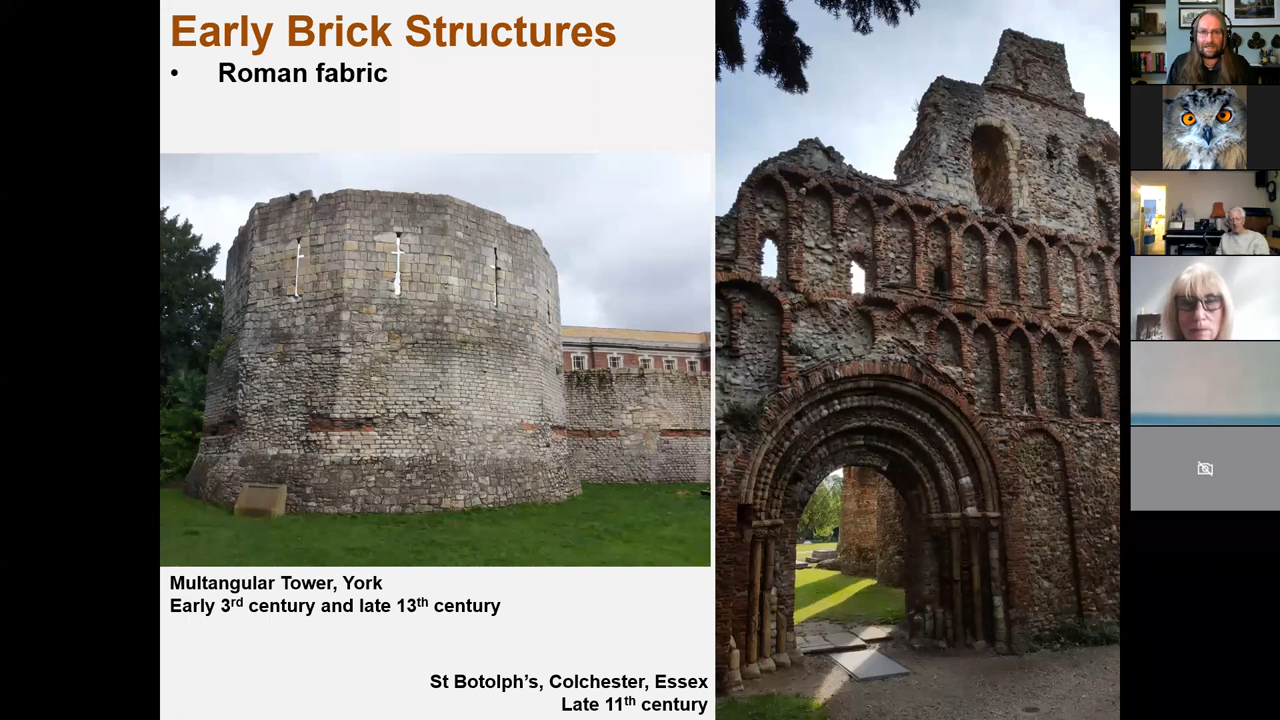 Early Brick Structures
• Roman fabric
Multangular Tower, York
Early 3rd century and late 13th century
St Botolph's, Colchester, Essex
Late 11th century